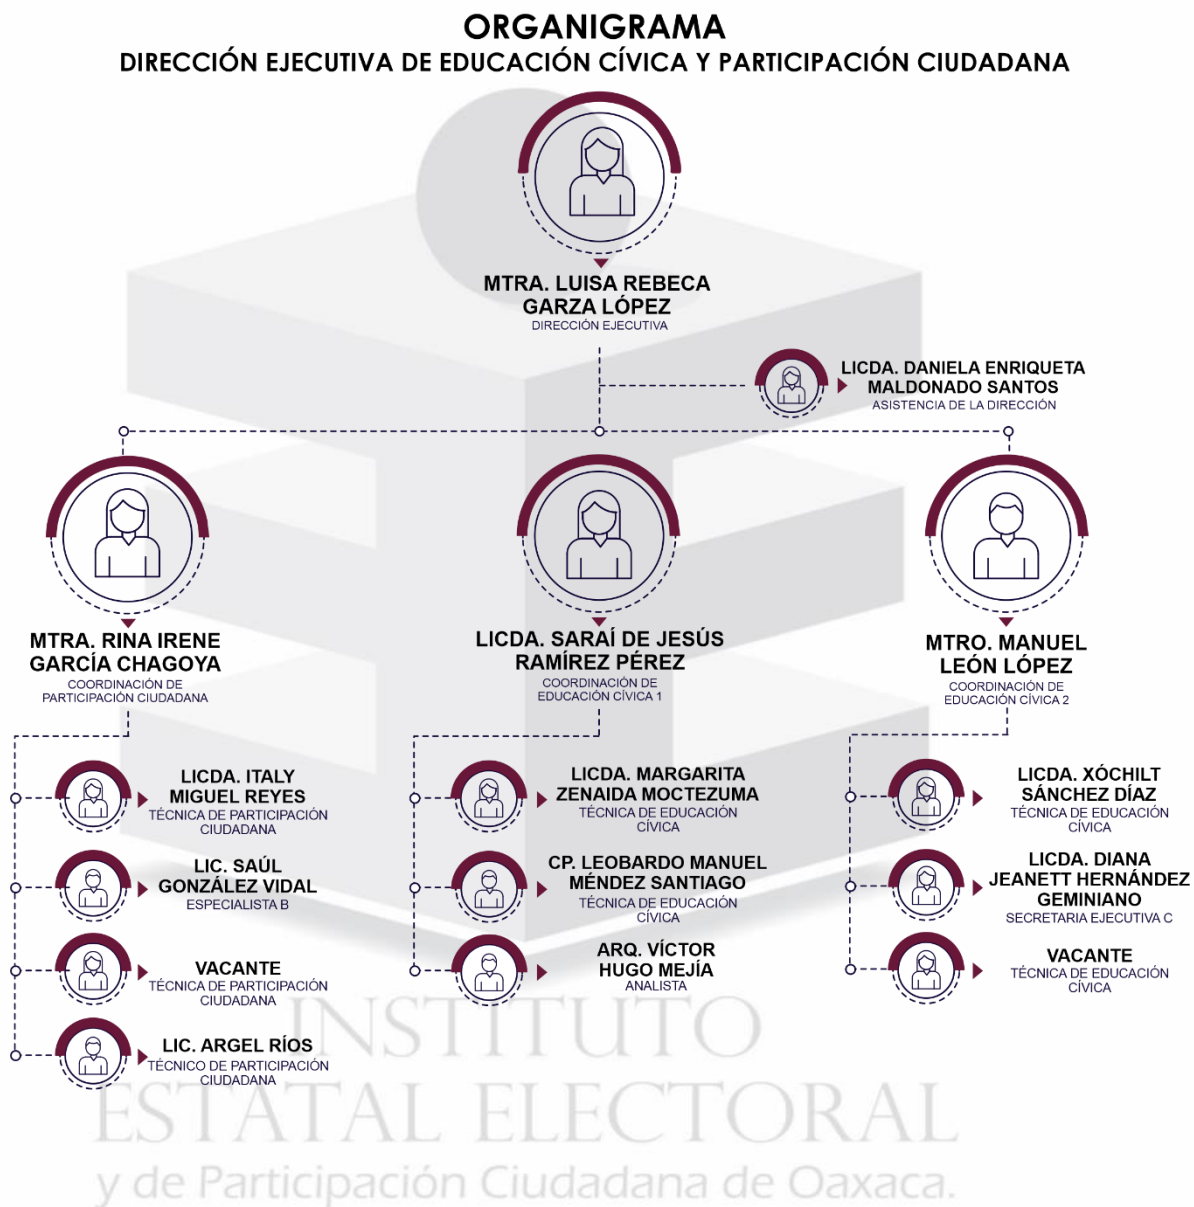 ORGANIGRAMA
DIRECCIÓN EJECUTIVA DE EDUCACIÓN CÍVICA Y PARTICIPACIÓN CIUDADANA
MTRA. LUISA REBECA
GARZA LÓPEZ
DIRECCIÓN EJECUTIVA
LICDA. DANIELA ENRIQUETA
MALDONADO SANTOS
ASISTENCIA DE LA DIRECCIÓN
MTRA. RINA IRENE
GARCÍA CHAGOYA
COORDINACIÓN DE
PARTICIPACIÓN CIUDADANA
LICDA. SARAÍ DE JESÚS
RAMÍREZ PÉREZ
COORDINACIÓN DE
EDUCACIÓN CÍVICA 1
MTRO. MANUEL
LEÓN LÓPEZ
COORDINACIÓN DE
EDUCACIÓN CÍVICA 2
LICDA. ITALY
MIGUEL REYES
TÉCNICA DE PARTICIPACIÓN
CIUDADANA
LIC. SAÚL
GONZÁLEZ VIDAL
ESPECIALISTA B
VACANTE
TÉCNICA DE PARTICIPACIÓN
CIUDADANA
LIC. ARGEL RÍOS
TÉCNICO DE PARTICIPACIÓN
CIUDADANA
LICDA. MARGARITA
ZENAIDA MOCTEZUMA
TÉCNICA DE EDUCACIÓN
CÍVICA
CP. LEOBARDO MANUEL
MÉNDEZ SANTIAGO
TÉCNICA DE EDUCACIÓN
CÍVICA
ARQ. VÍCTOR
HUGO MEJÍA
ANALISTA
LICDA. XÓCHILT
SÁNCHEZ DÍAZ
TÉCNICA DE EDUCACIÓN
CÍVICA
LICDA. DIANA
JEANETT HERNÁNDEZ
GEMINIANO
SECRETARIA EJECUTIVA C
VACANTE
TÉCNICA DE EDUCACIÓN
CÍVICA
INSTITUTO
ESTATAL ELECTORAL
y de Participación Ciudadana de Oaxaca.